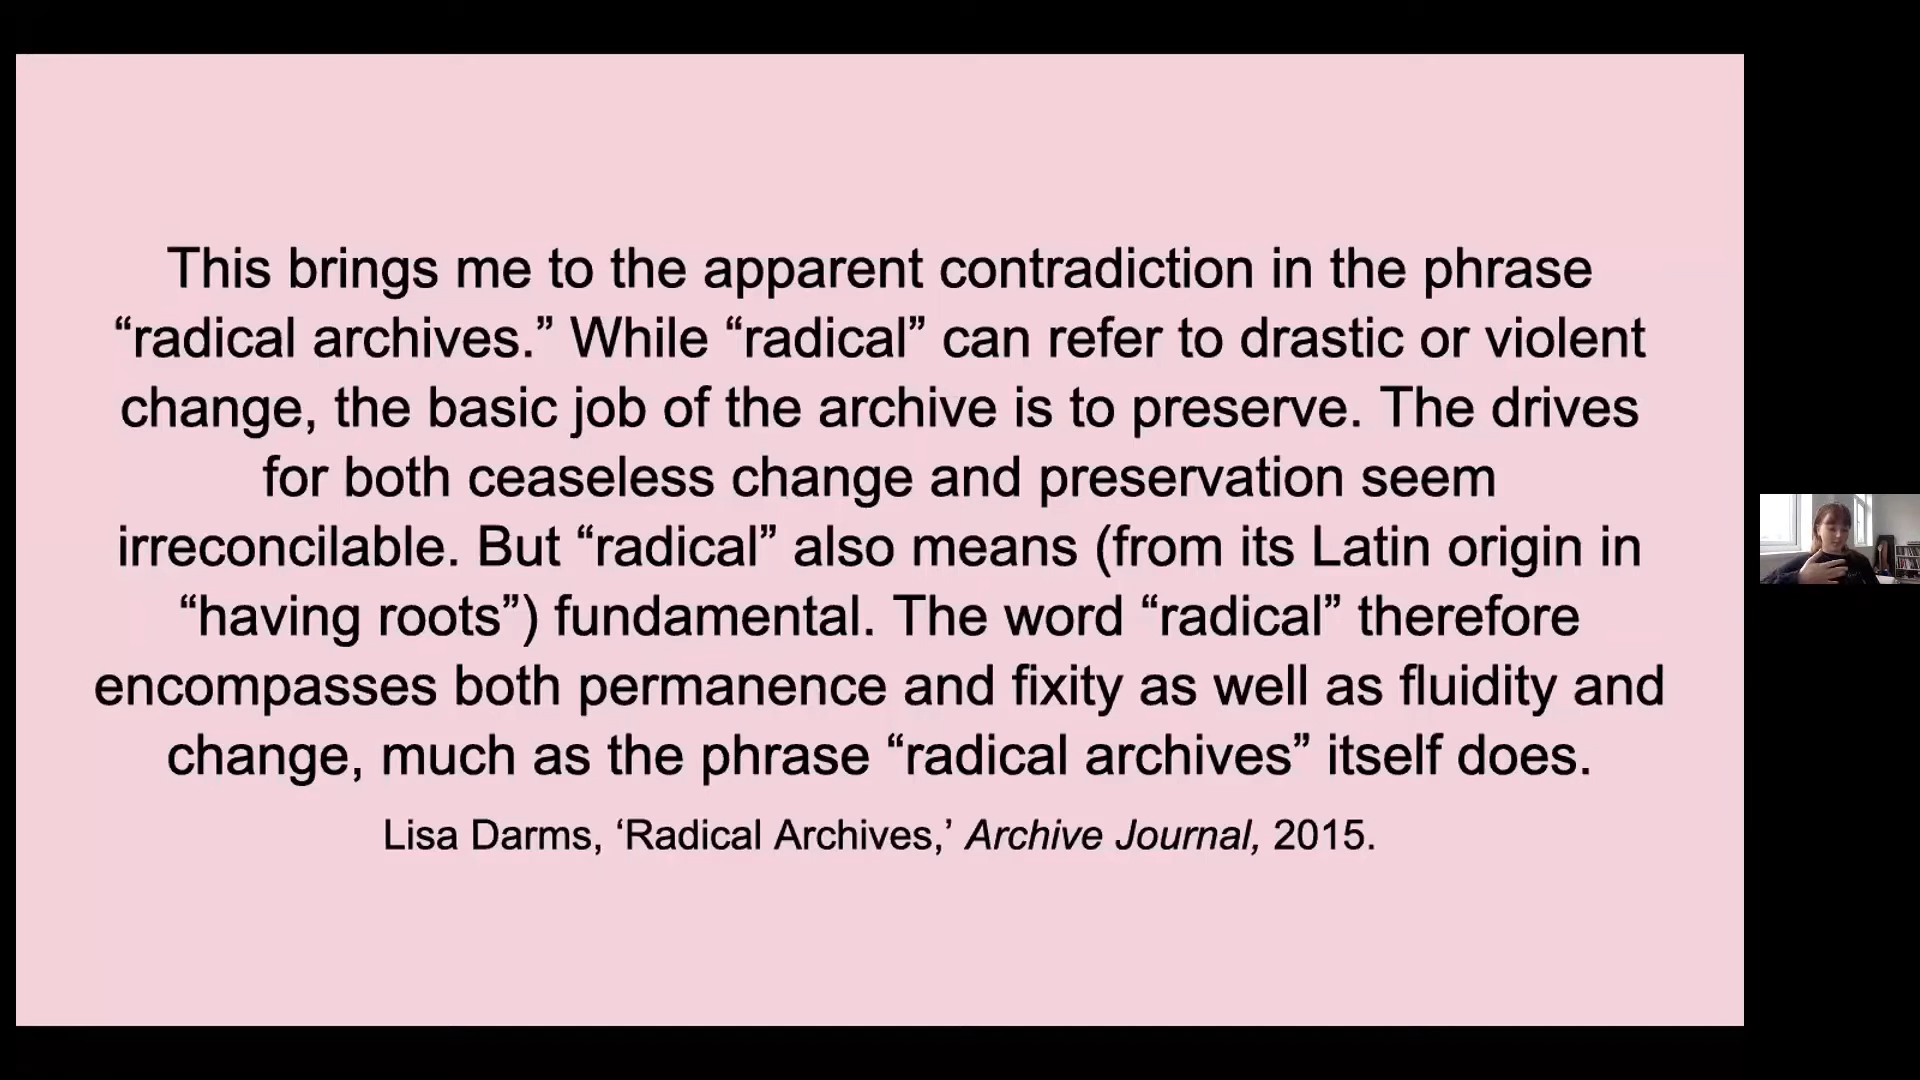 This brings me to the apparent contradiction in the phrase
“radical archives.” While “radical” can refer to drastic or violent
change, the basic job of the archive is to preserve. The drives
for both ceaseless change and preservation seem
irreconcilable. But “radical” also means (from its Latin origin in
“having roots”) fundamental. The word “radical” therefore
encompasses both permanence and fixity as well as fluidity and
change, much as the phrase “radical archives” itself does.
Lisa Darms, ‘Radical Archives,’ Archive Journal, 2015.